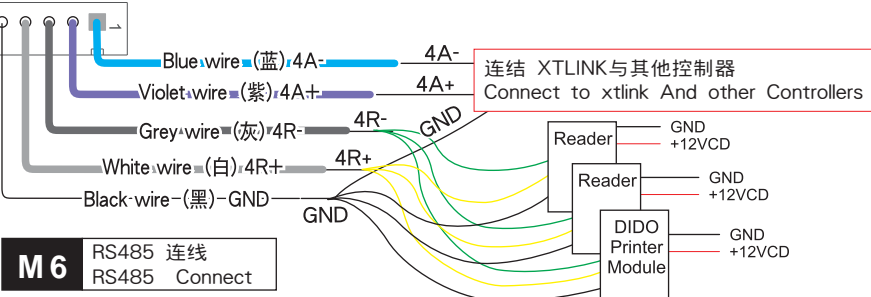 1
Blue wire (蓝) 4A-
4A-
Violet wire (紫) 4A+
4A+
连结 XTLINK与其他控制器
Connect to xtlink And other Controllers
Grey wire (灰) 4R-
4R-
GND
White wire (白) 4R+
4R+
Black wire (黑) GND
GND
Reader
GND
+12VCD
Reader
GND
+12VCD
DIDO
Printer
Module
GND
+12VCD
M6
RS485 连线
RS485 Connect